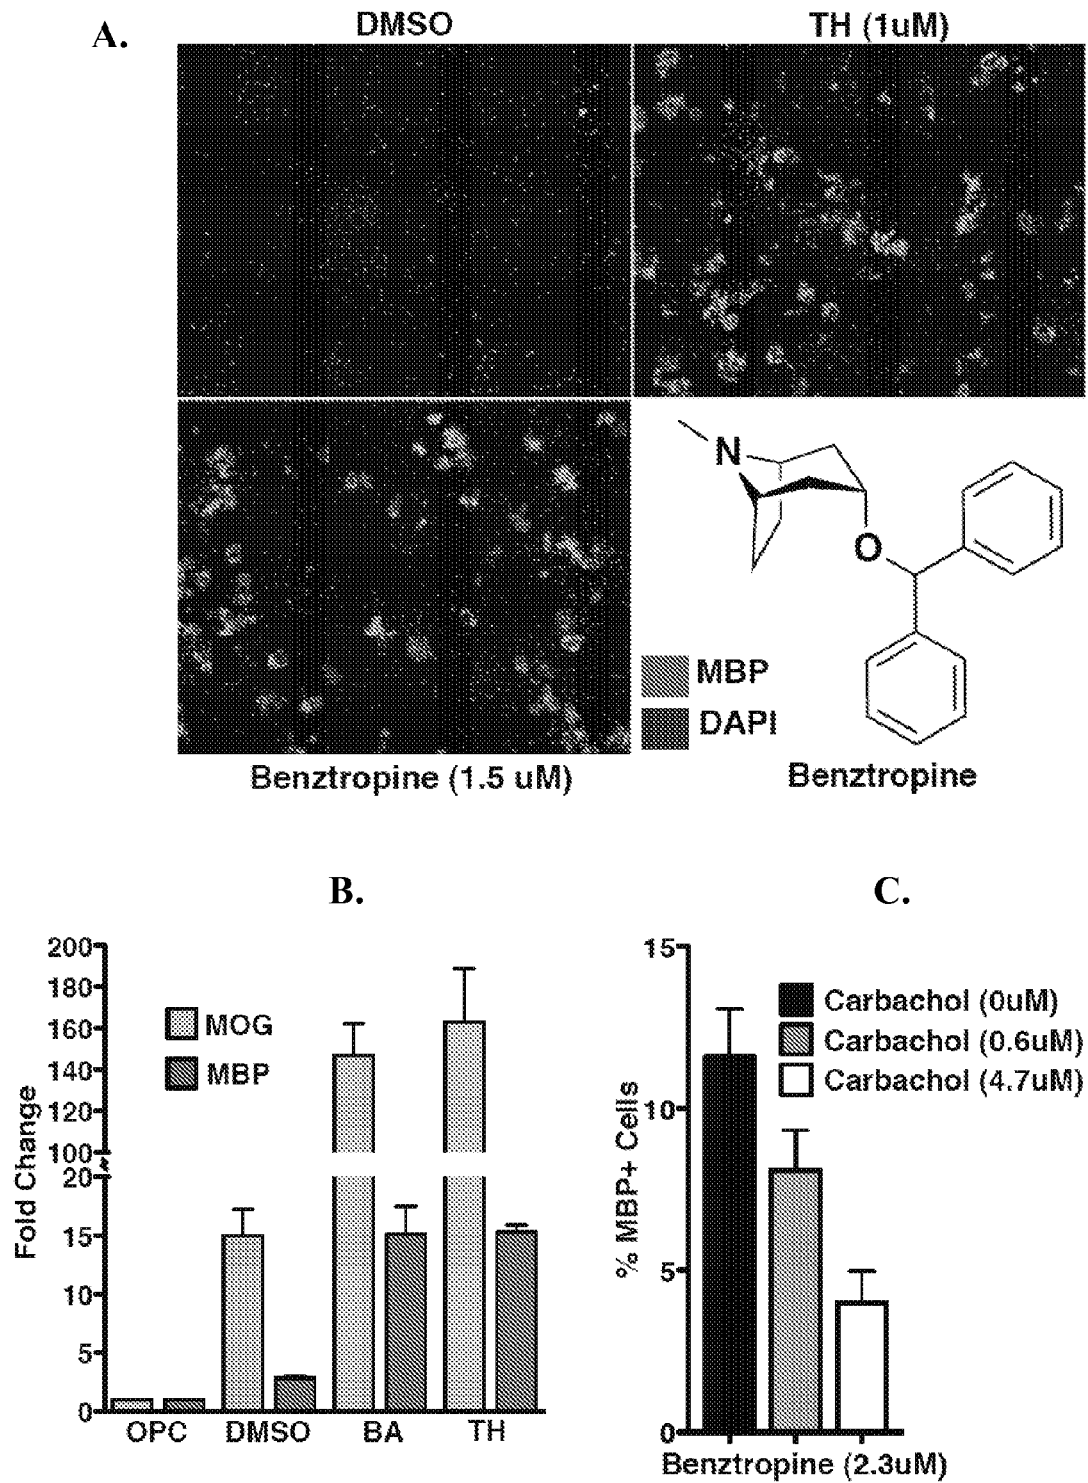 A.
DMSO
TH (1uM)
N
O
MBP
DAPI
Benztropine (1.5 uM)
Benztropine
B.
C.
200
180
160
140
120
100
20
15
10
5
0
Fold Change
MOG
MBP
OPC DMSO BA TH
15
10
5
0
% MBP+ Cells
Carbachol (0uM)
Carbachol (0.6uM)
Carbachol (4.7uM)
Benztropine (2.3uM)